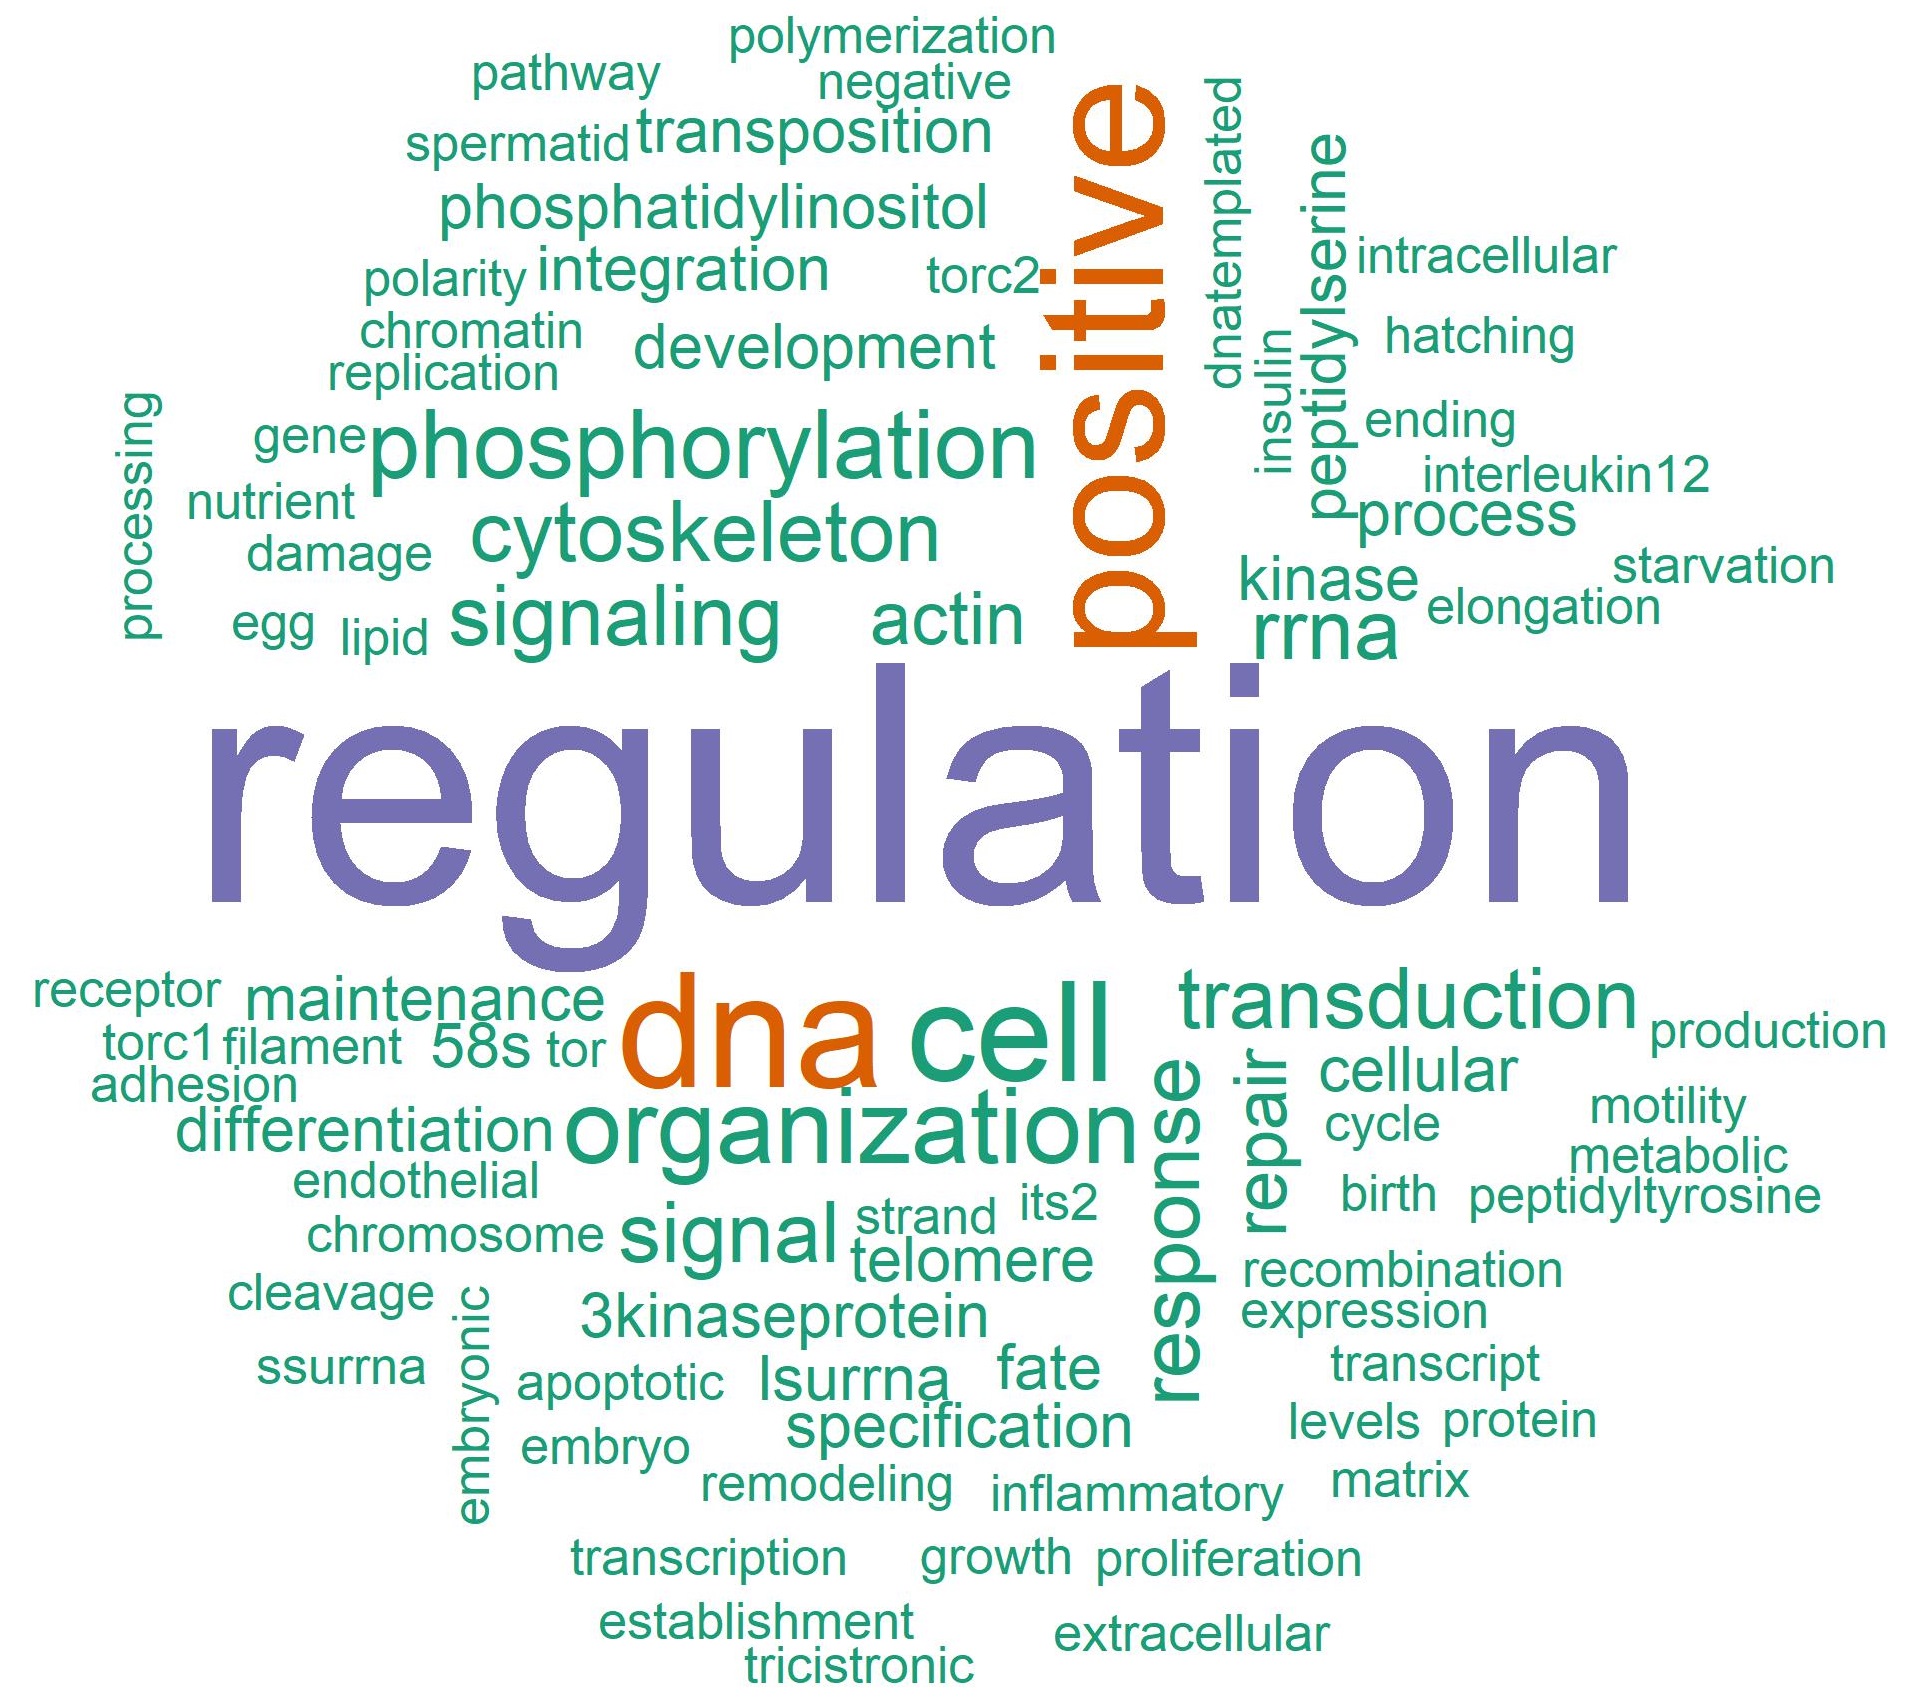 polymerization
pathway
negative
spermatid
transposition
positive
dnatemplated
peptidylserine
phosphatidylinositol
polarity
integration
torc2
intracellular
chromatin
development
insulin
hatching
replication
processing
gene
phosphorylation
ending
nutrient
cytoskeleton
interleukin12
process
damage
kinase
starvation
egg
lipid
signaling
actin
rrna
elongation
regulation
receptor
maintenance
dna
cell
transduction
production
torc1
filament
58s
tor
response
repair
cellular
adhesion
differentiation
organization
cycle
motility
metabolic
endothelial
strand
its2
birth
peptidyltyrosine
chromosome
signal
telomere
recombination
cleavage
embryonic
3kinaseprotein
expression
ssurrna
apoptotic
lsurrna
fate
transcript
specification
levels
protein
embryo
remodeling
inflammatory
matrix
transcription
growth
proliferation
establishment
extracellular
tricistronic